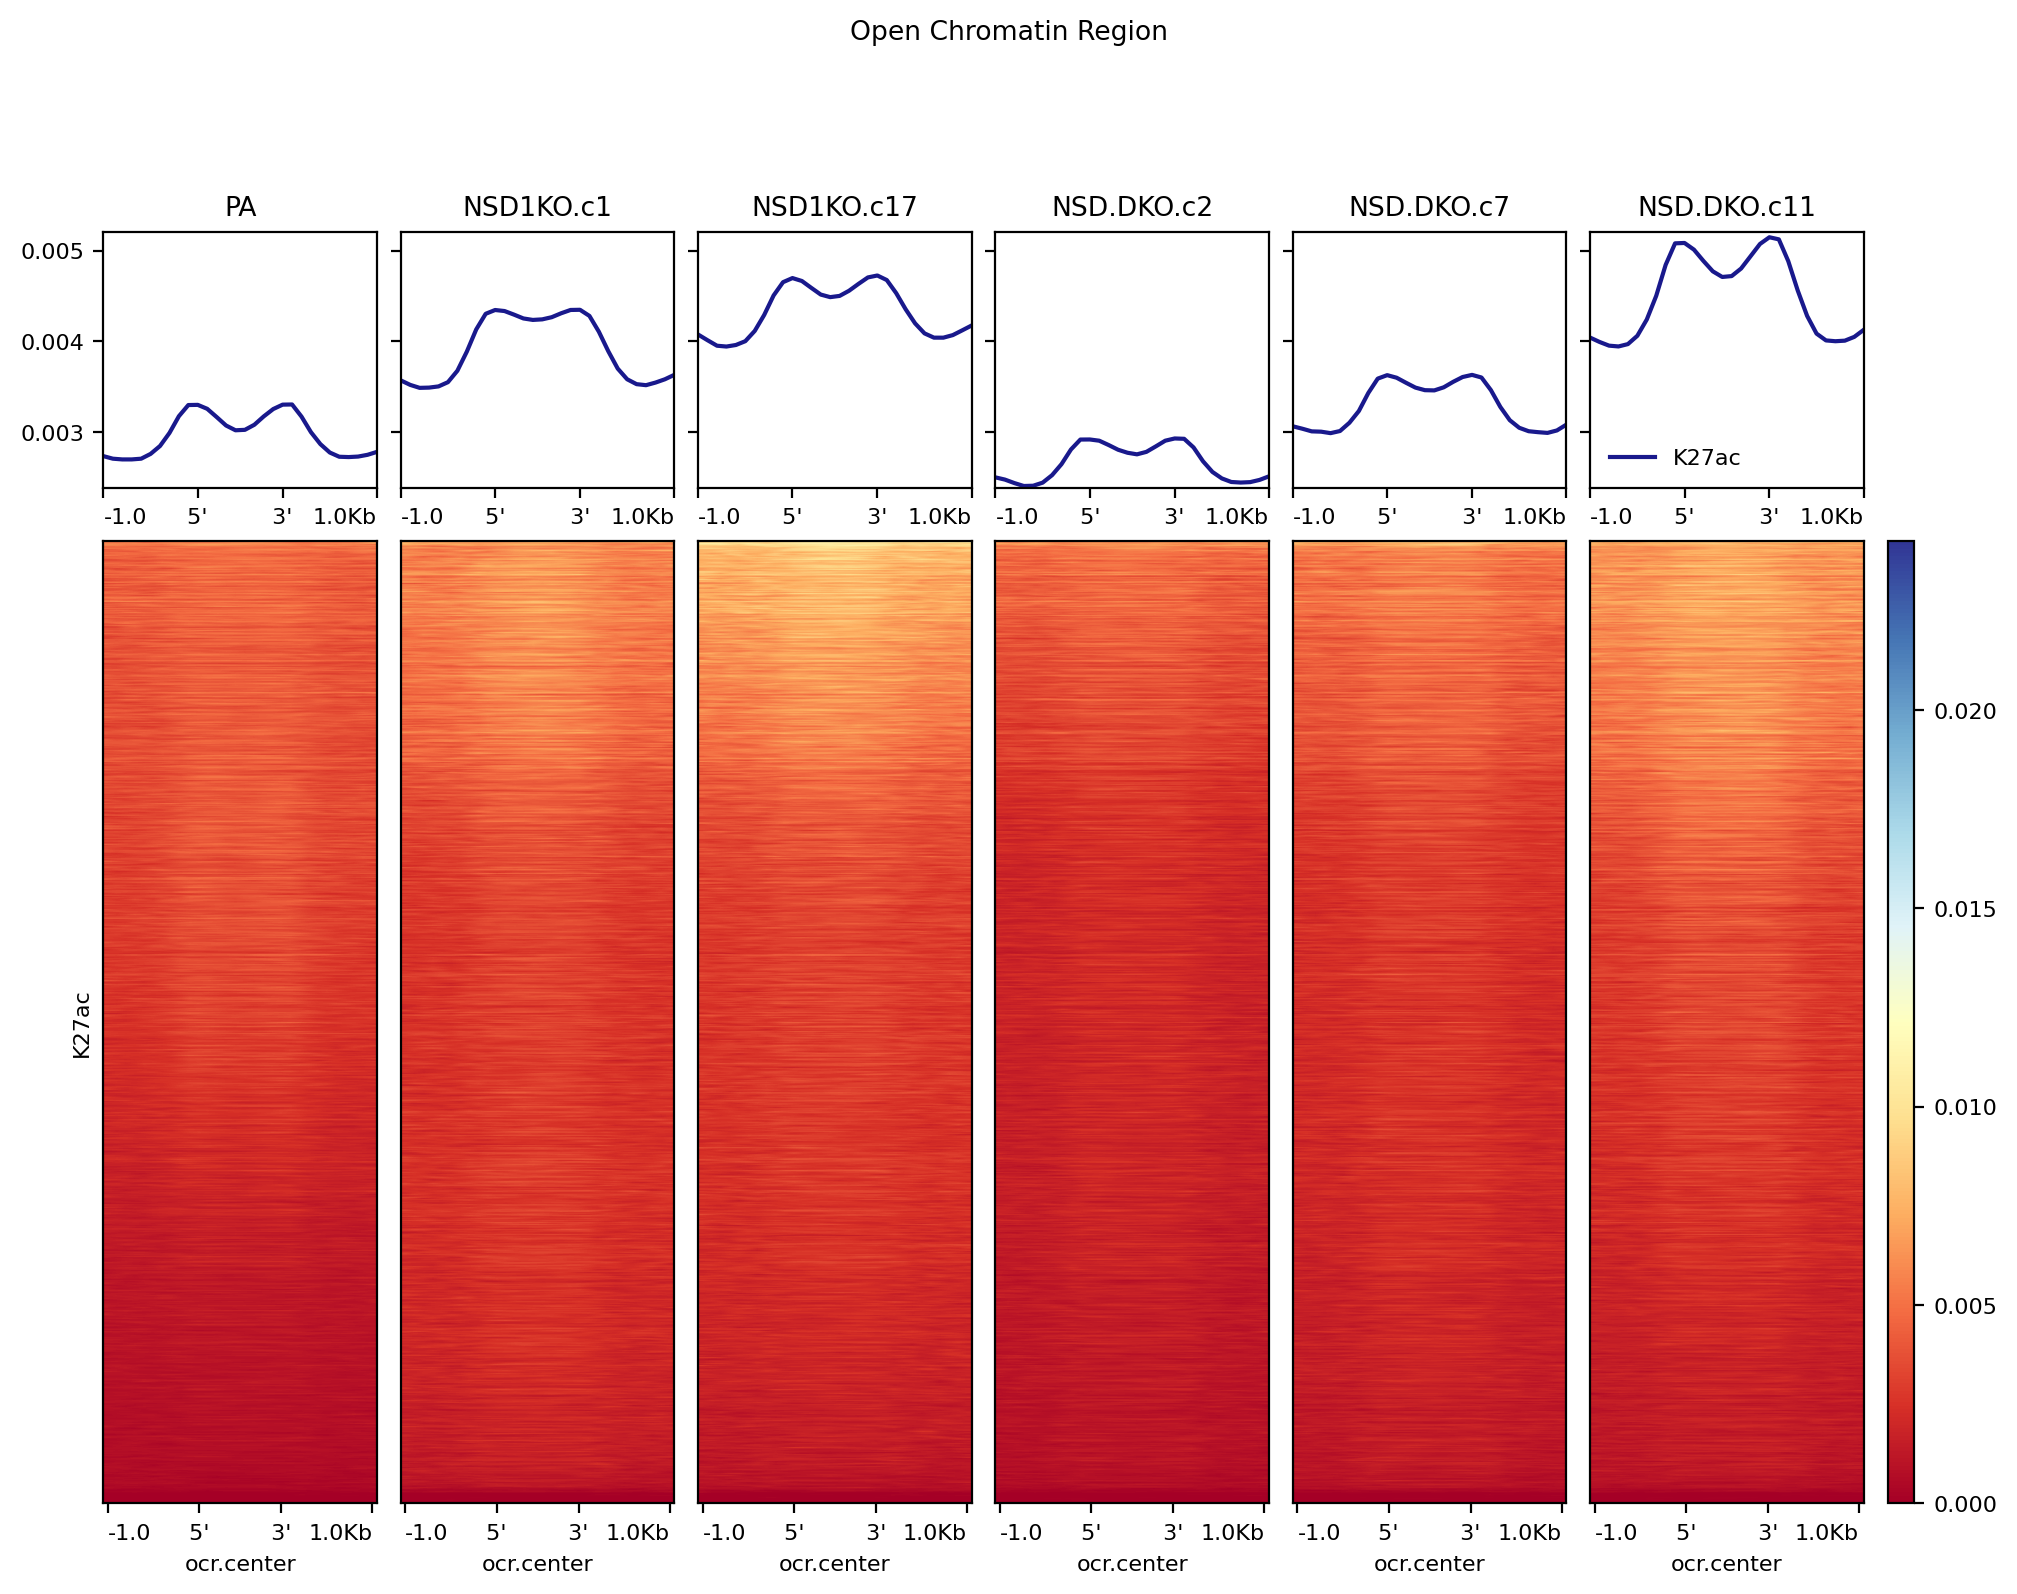 Open Chromatin Region
PA NSD1KO.c1 NSD1KO.c17 NSD.DKO.c2 NSD.DKO.c7 NSD.DKO.c11
0.005
0.004
0.003
K27ac
-1.0 5' 3' 1.0Kb -1.0 5' 3' 1.0Kb -1.0 5' 3' 1.0Kb -1.0 5' 3' 1.0Kb -1.0 5' 3' 1.0Kb -1.0 5' 3' 1.0Kb
K27ac
0.020
0.015
0.010
0.005
0.000
-1.0 5' 3' 1.0Kb -1.0 5' 3' 1.0Kb -1.0 5' 3' 1.0Kb -1.0 5' 3' 1.0Kb -1.0 5' 3' 1.0Kb -1.0 5' 3' 1.0Kb
ocr.center ocr.center ocr.center ocr.center ocr.center ocr.center